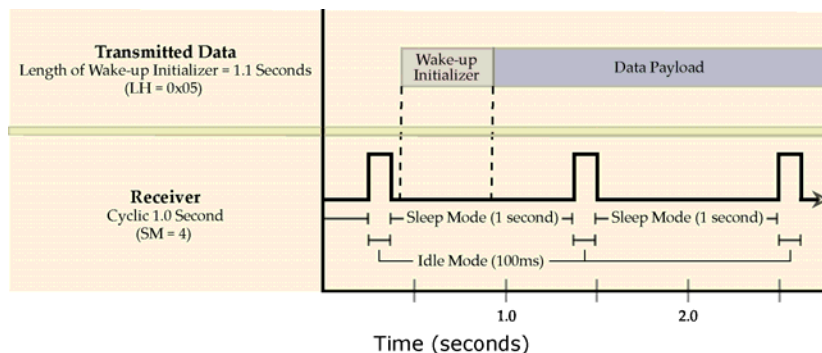 Transmitted Data
Length of Wake-up Initializer = 1.1 Seconds
(LH = 0x05)
Wake-up
Initializer
Data Payload
Receiver
Cyclic 1.0 Second
(SM = 4)
Sleep Mode (1 second)
Sleep Mode (1 second)
Idle Mode (100ms)
1.0
2.0
Time (seconds)